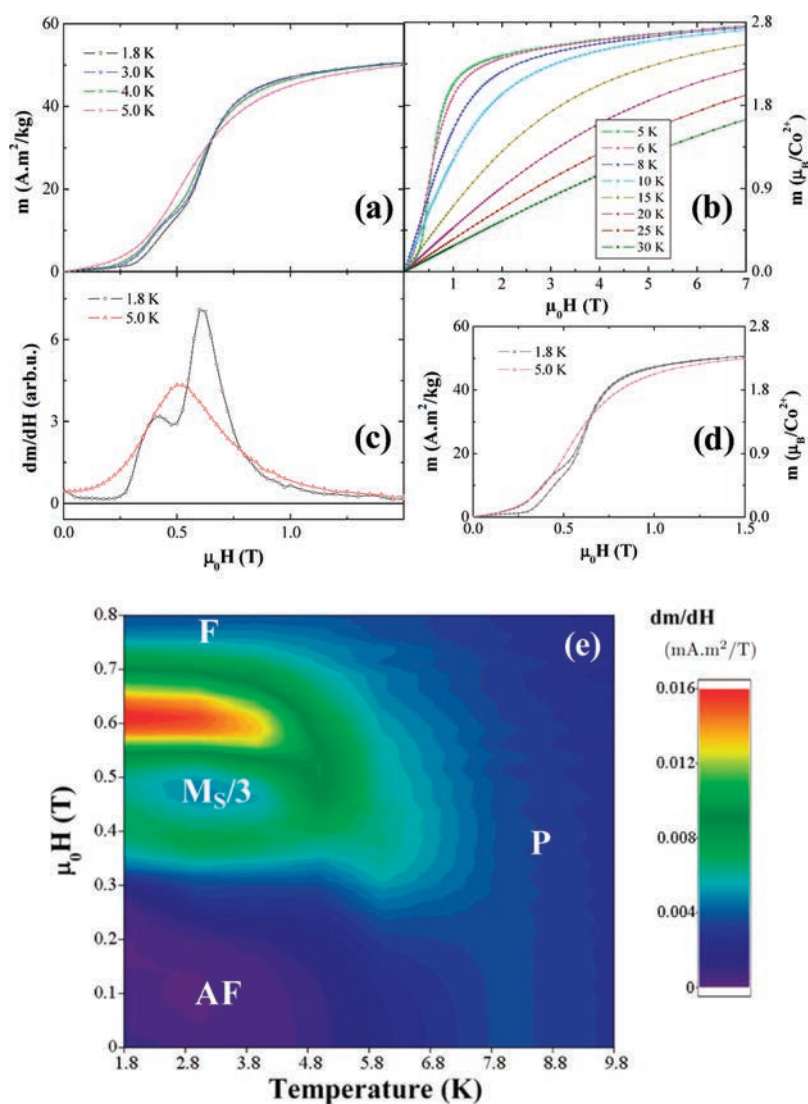 60
50
40
30
20
10
0
m (A.m²/kg)
1.8 K
3.0 K
4.0 K
5.0 K
(a)
2.8
1.8
0.9
0.0
m (μB/Co²⁺)
5 K
6 K
8 K
10 K
15 K
20 K
25 K
30 K
(b)
1 2 3 4 5 6 7
μ₀H (T)
7
3
0
dm/dH (arb.u.)
1.8 K
5.0 K
(c)
0.0 0.5 1.0
μ₀H (T)
60
50
40
30
20
10
0
m (A.m²/kg)
1.8 K
5.0 K
(d)
2.8
1.8
0.9
0.0
m (μB/Co²⁺)
0.0 0.5 1.0 1.5
μ₀H (T)
0.8
0.7
0.6
0.5
0.4
0.3
0.2
0.1
0
μ₀H (T)
F
(e)
MS/3
P
AF
1.8 2.8 3.8 4.8 5.8 6.8 7.8 8.8 9.8
Temperature (K)
dm/dH
(mA.m²/T)
0.016
0.012
0.008
0.004
0